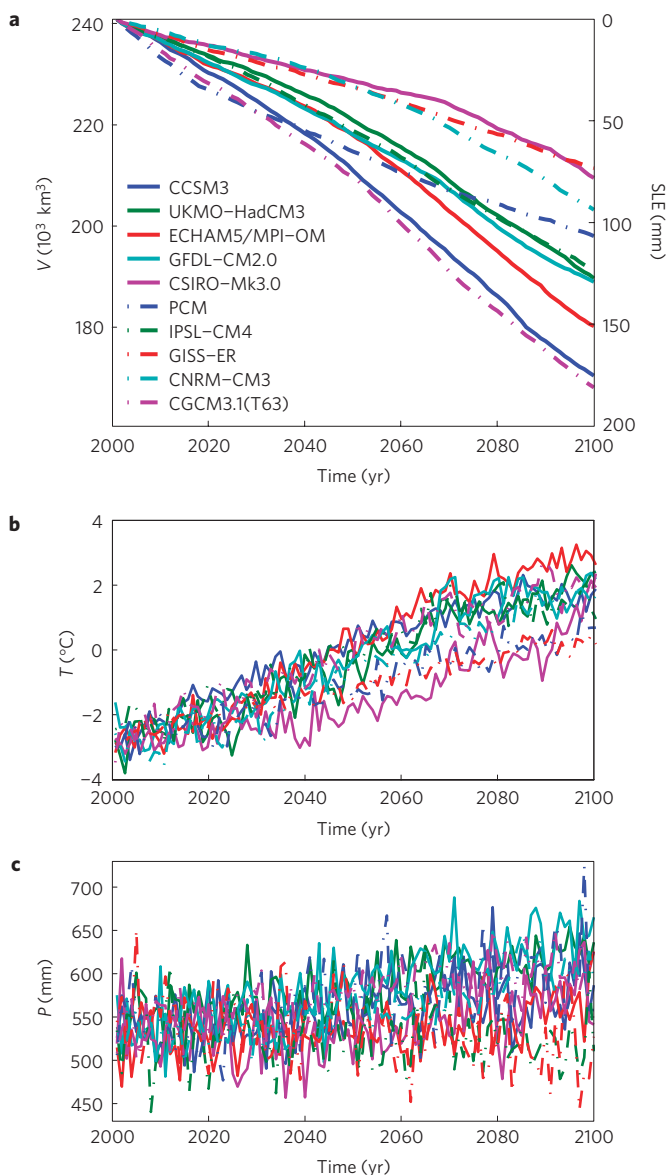 a
240
220
200
180
V (10³ km³)
0
50
100
150
200
SLE (mm)
CCSM3
UKMO–HadCM3
ECHAM5/MPI–OM
GFDL–CM2.0
CSIRO–Mk3.0
PCM
IPSL–CM4
GISS–ER
CNRM–CM3
CGCM3.1(T63)
2000 2020 2040 2060 2080 2100
Time (yr)
b
4
2
0
−2
−4
T (°C)
2000 2020 2040 2060 2080 2100
Time (yr)
c
700
650
600
550
500
450
P (mm)
2000 2020 2040 2060 2080 2100
Time (yr)